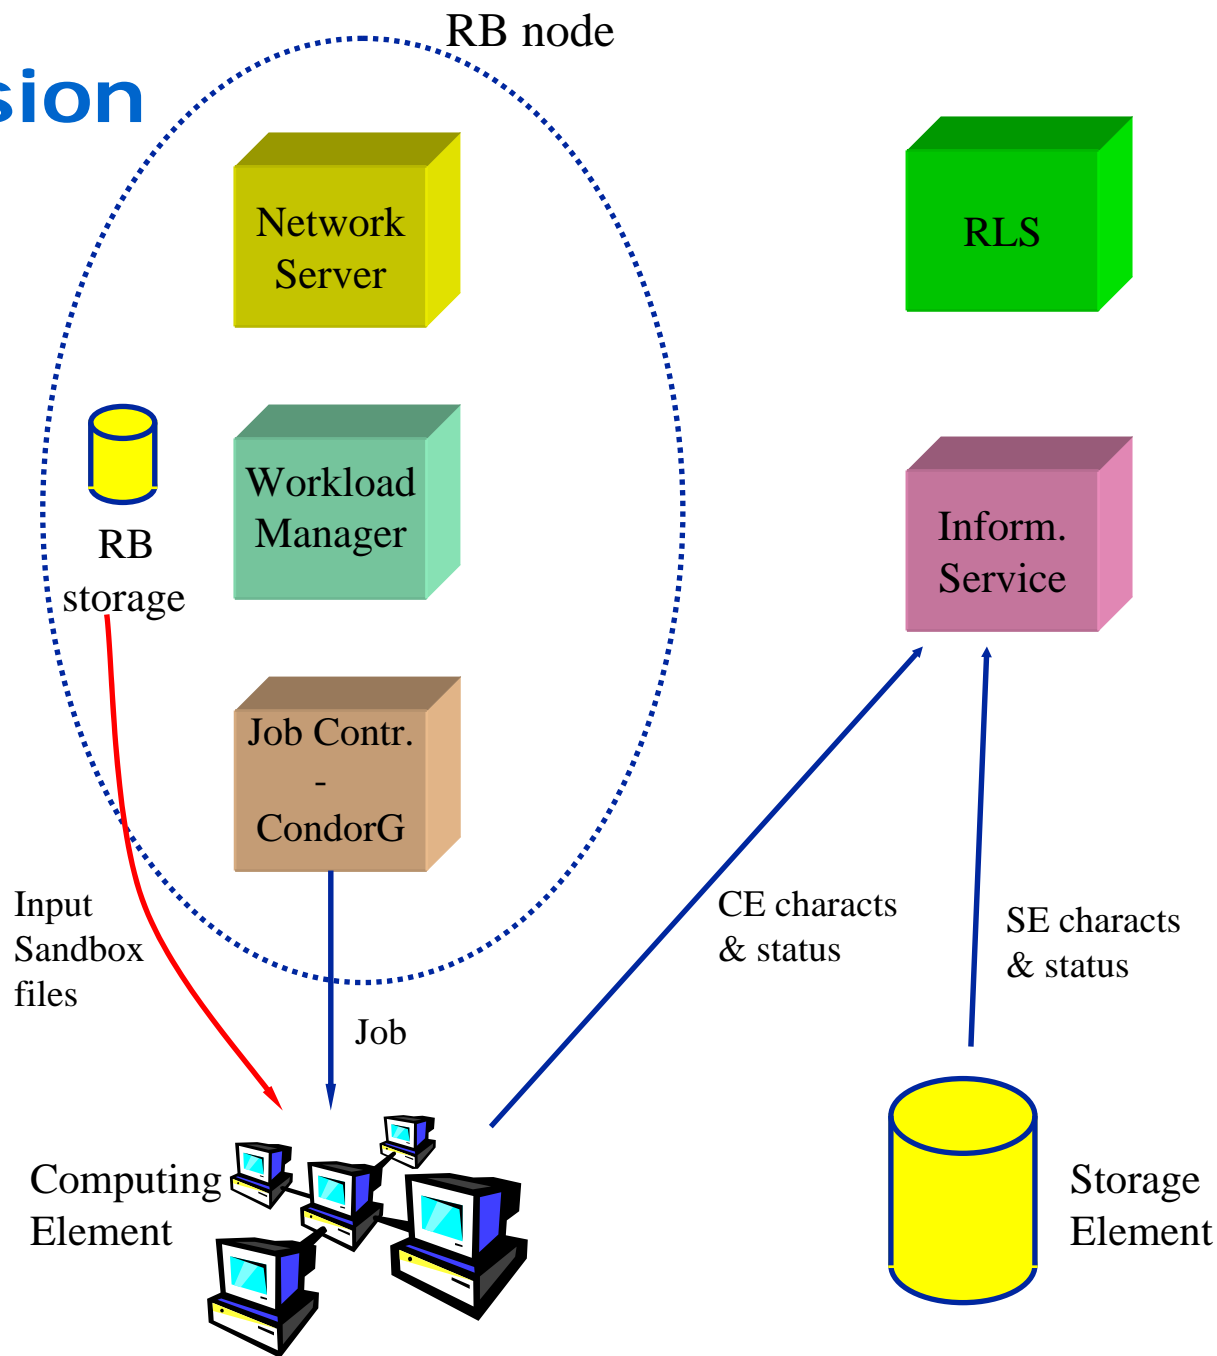 RB node
sion
Network
Server
RLS
Workload
Manager
RB
storage
Inform.
Service
Job Contr.
-
CondorG
Input
Sandbox
files
CE characts
& status
SE characts
& status
Job
Computing
Element
Storage
Element